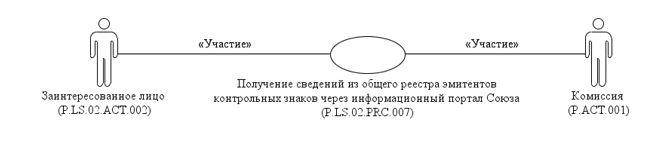 «Участие»
«Участие»
Заинтересованное лицо
(P.LS.02.ACT.002)
Получение сведений из общего реестра эмитентов
контрольных знаков через информационный портал Союза
(P.LS.02.PRC.007)
Комиссия
(P.ACT.001)